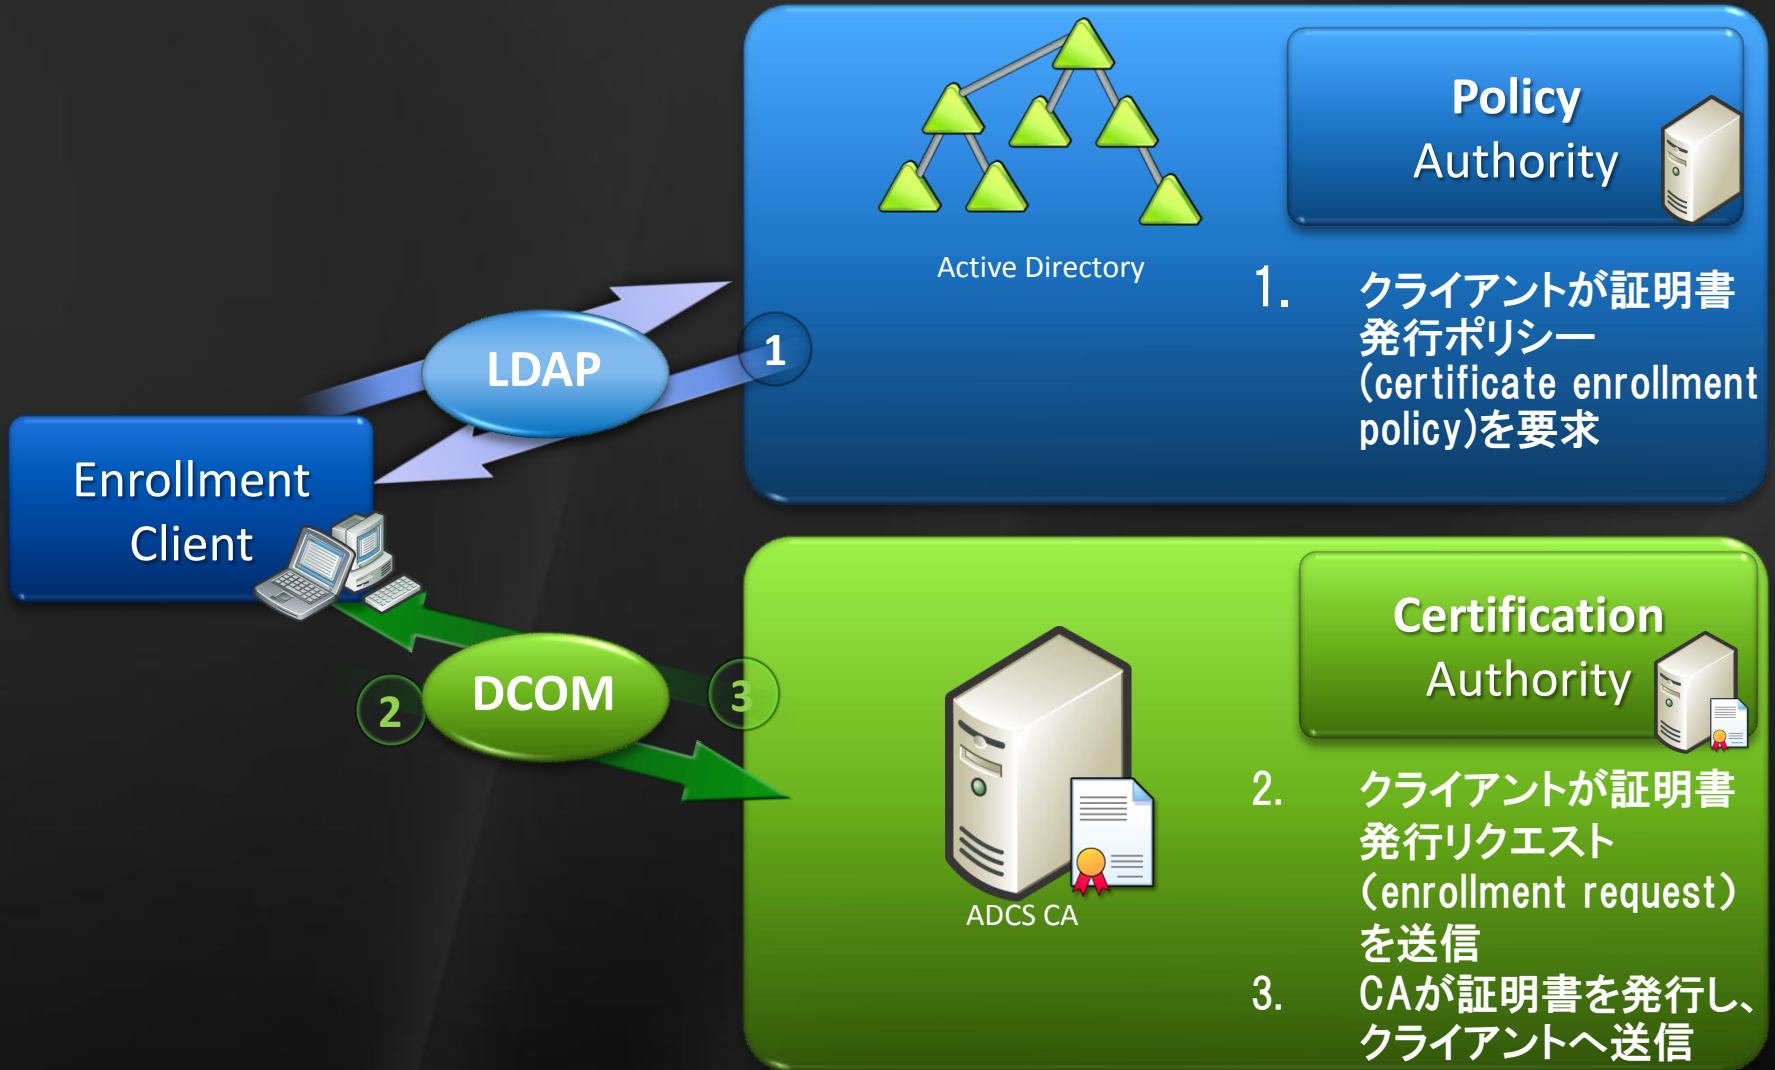 Policy
Authority
Active Directory
1. クライアントが証明書
発行ポリシー
(certificate enrollment
policy)を要求
LDAP
1
Enrollment
Client
Certification
Authority
DCOM
2
3
ADCS CA
2. クライアントが証明書
発行リクエスト
(enrollment request)
を送信
3. CAが証明書を発行し、
クライアントへ送信